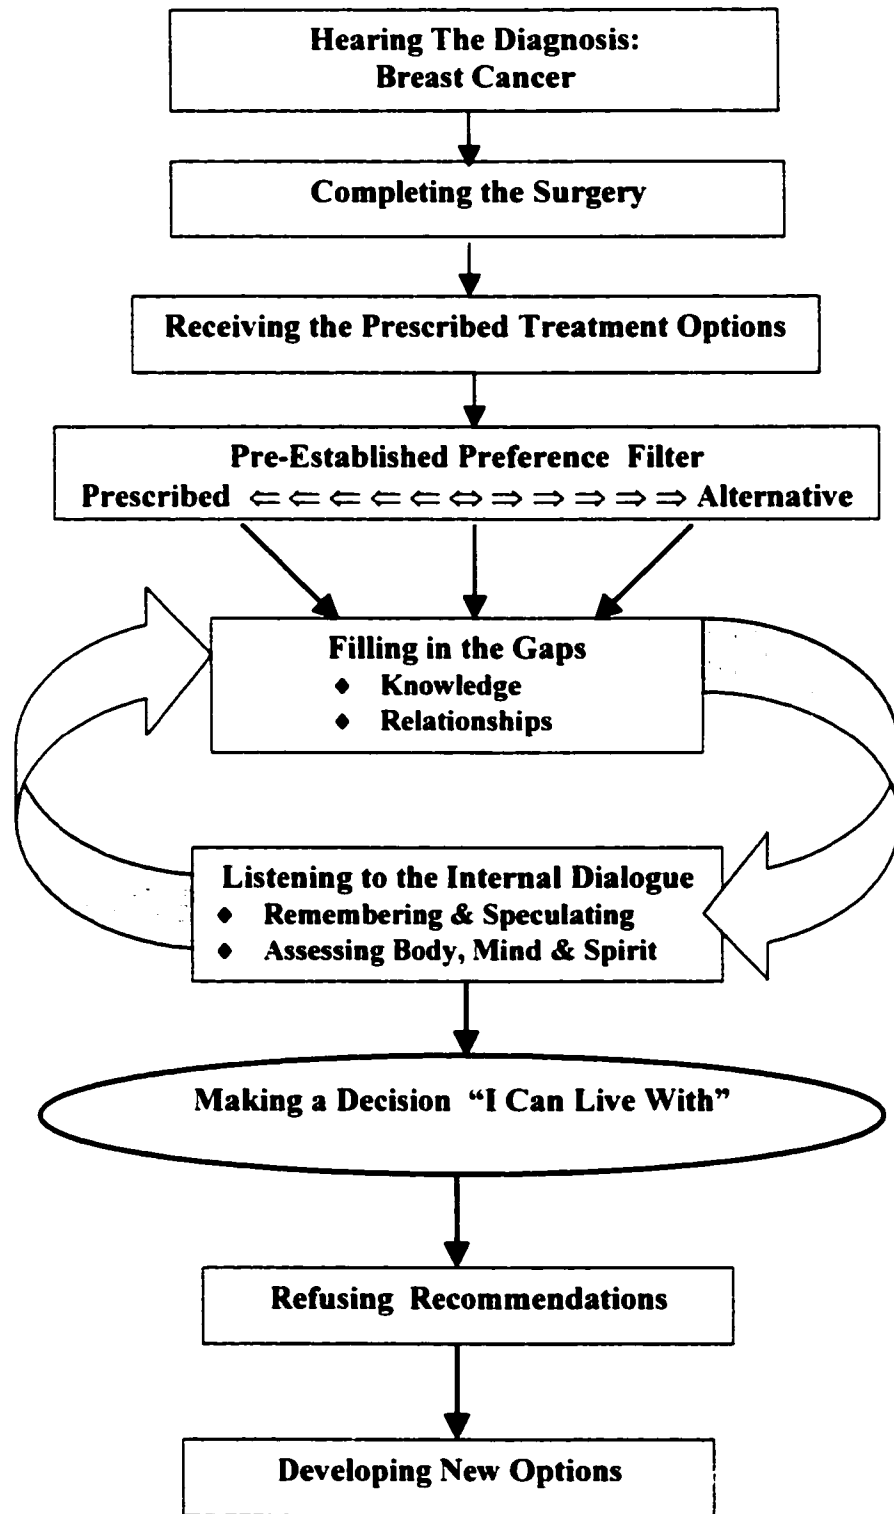 Hearing The Diagnosis:
Breast Cancer
Completing the Surgery
Receiving the Prescribed Treatment Options
Pre-Established Preference Filter
Prescribed ⇐ ⇐ ⇐ ⇐ ⇐ ⇔ ⇒ ⇒ ⇒ ⇒ ⇒ Alternative
Filling in the Gaps
♦ Knowledge
♦ Relationships
Listening to the Internal Dialogue
♦ Remembering & Speculating
♦ Assessing Body, Mind & Spirit
Making a Decision “I Can Live With”
Refusing Recommendations
Developing New Options